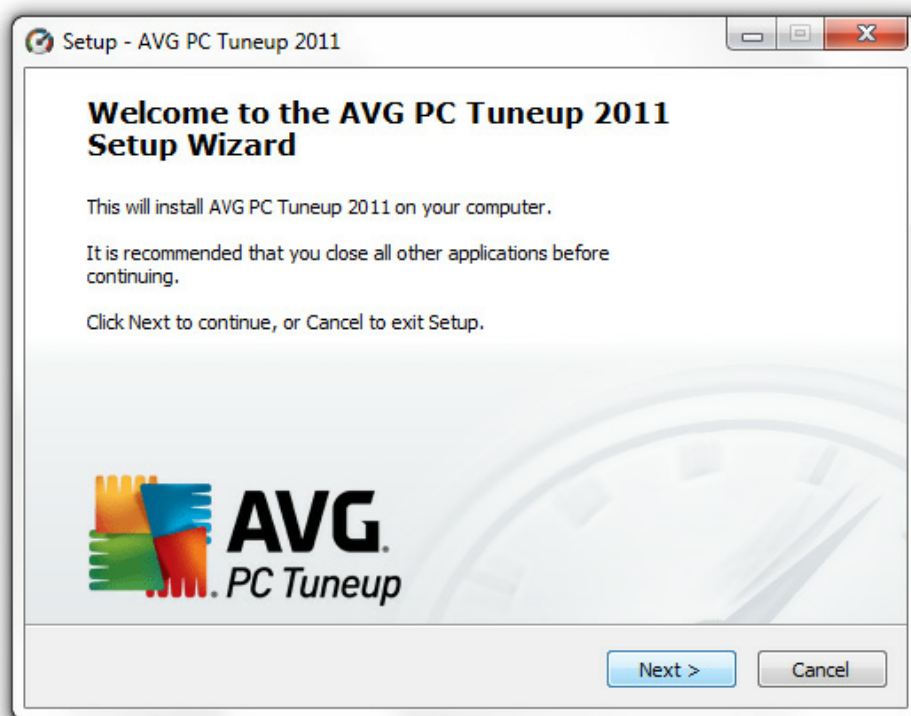 Setup - AVG PC Tuneup 2011
Welcome to the AVG PC Tuneup 2011
Setup Wizard
This will install AVG PC Tuneup 2011 on your computer.
It is recommended that you close all other applications before
continuing.
Click Next to continue, or Cancel to exit Setup.
AVG.
PC Tuneup
Next >
Cancel